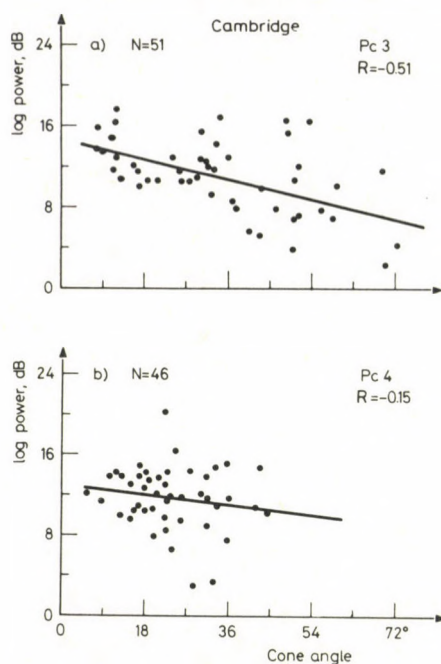 Cambridge
a) N=51 Pc 3
R=-0.51
log power, dB
24
16
8
0
b) N=46 Pc 4
R=-0.15
log power, dB
24
16
8
0
0 18 36 54 72°
Cone angle